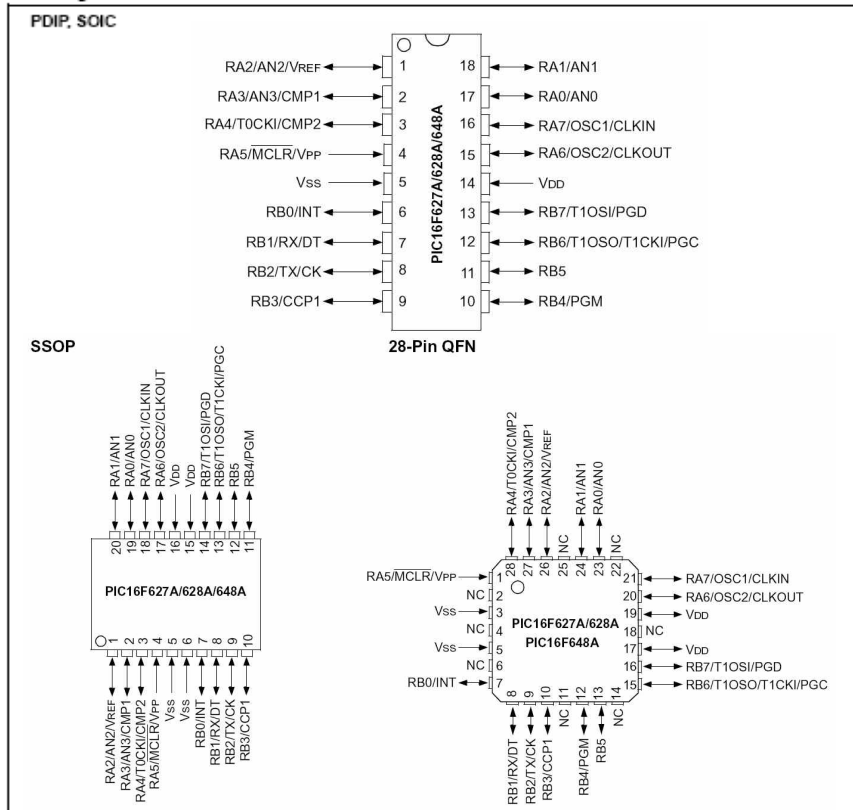 PDIP, SOIC
RA2/AN2/VREF 1 18 RA1/AN1
RA3/AN3/CMP1 2 17 RA0/AN0
RA4/T0CKI/CMP2 3 16 RA7/OSC1/CLKIN
RA5/MCLR/VPP 4 15 RA6/OSC2/CLKOUT
VSS 5 14 VDD
RB0/INT 6 13 RB7/T1OSI/PGD
RB1/RX/DT 7 12 RB6/T1OSO/T1CKI/PGC
RB2/TX/CK 8 11 RB5
RB3/CCP1 9 10 RB4/PGM
PIC16F627A/628A/648A
SSOP
RA1/AN1 20
RA0/AN0 19
RA7/OSC1/CLKIN 18
RA6/OSC2/CLKOUT 17
VDD 16
VDD 15
RB7/T1OSI/PGD 14
RB6/T1OSO/T1CKI/PGC 13
RB5 12
RB4/PGM 11
PIC16F627A/628A/648A
1 RA2/AN2/VREF
2 RA3/AN3/CMP1
3 RA4/T0CKI/CMP2
4 RA5/MCLR/VPP
5 VSS
6 VSS
7 RB0/INT
8 RB1/RX/DT
9 RB2/TX/CK
10 RB3/CCP1
28-Pin QFN
RA4/T0CKI/CMP2 28
RA3/AN3/CMP1 27
RA2/AN2/VREF 26
NC 25
RA1/AN1 24
RA0/AN0 23
NC 22
RA5/MCLR/VPP 1
NC 2
VSS 3
NC 4
VSS 5
NC 6
RB0/INT 7
PIC16F627A/628A
PIC16F648A
21 RA7/OSC1/CLKIN
20 RA6/OSC2/CLKOUT
19 VDD
18 NC
17 VDD
16 RB7/T1OSI/PGD
15 RB6/T1OSO/T1CKI/PGC
8 RB1/RX/DT
9 RB2/TX/CK
10 RB3/CCP1
11 NC
12 RB4/PGM
13 RB5
14 NC